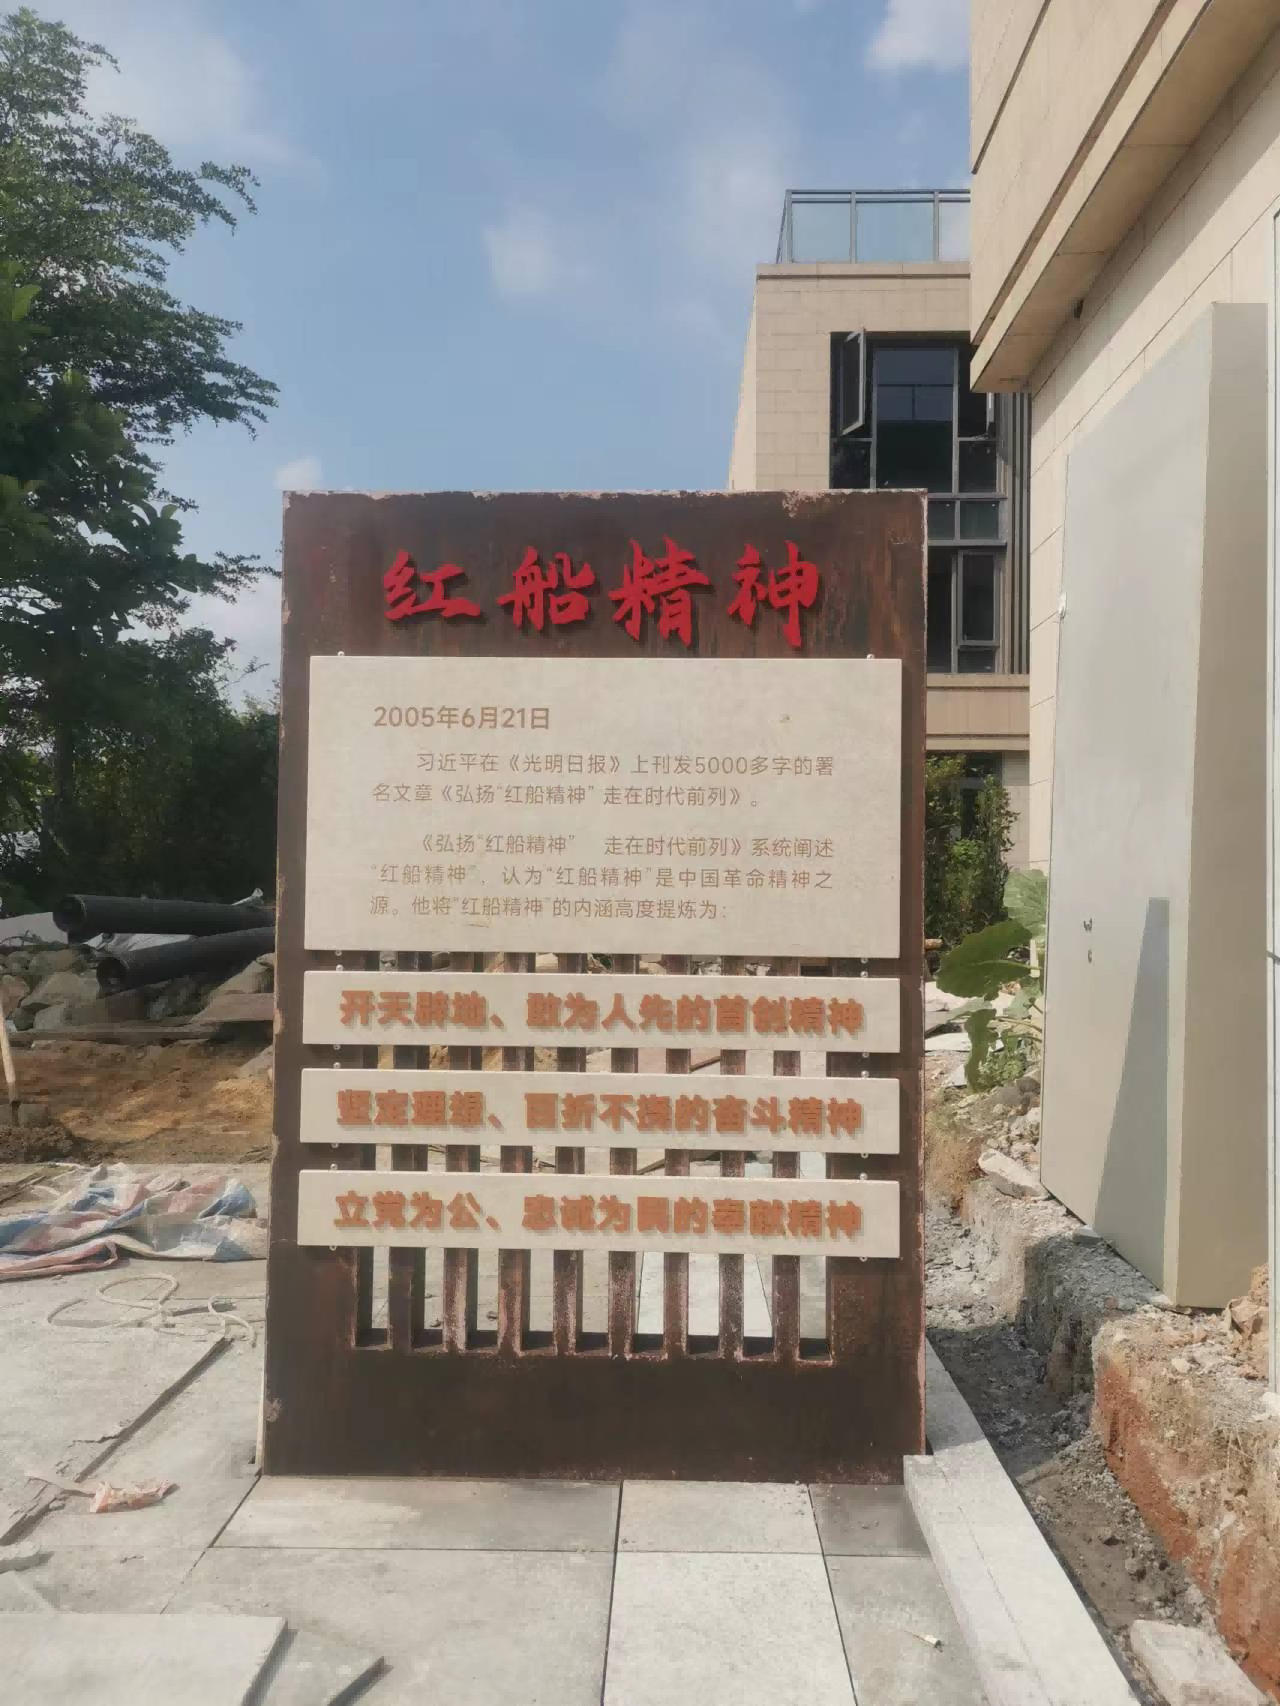 红船精神
2005年6月21日
习近平在《光明日报》上刊发5000多字的署
名文章《弘扬“红船精神” 走在时代前列》。
《弘扬“红船精神” 走在时代前列》系统阐述
“红船精神”，认为“红船精神”是中国革命精神之
源。他将“红船精神”的内涵高度提炼为：
开天辟地、敢为人先的首创精神
坚定理想、百折不挠的奋斗精神
立党为公、忠诚为民的奉献精神